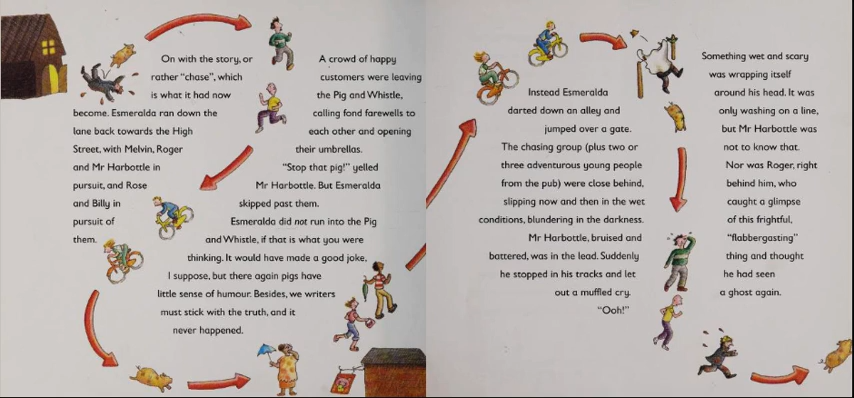 On with the story, or
rather "chase", which
is what it had now
become. Esmeralda ran down the
lane back towards the High
Street, with Melvin, Roger
and Mr Harbottle in
pursuit, and Rose
and Billy in
pursuit of
them.
A crowd of happy
customers were leaving
the Pig and Whistle,
calling fond farewells to
each other and opening
their umbrellas.
"Stop that pig!" yelled
Mr Harbottle. But Esmeralda
skipped past them.
Esmeralda did not run into the Pig
and Whistle, if that is what you were
thinking. It would have made a good joke,
I suppose, but there again pigs have
little sense of humour. Besides, we writers
must stick with the truth, and it
never happened.
Instead Esmeralda
darted down an alley and
jumped over a gate.
The chasing group (plus two or
three adventurous young people
from the pub) were close behind,
slipping now and then in the wet
conditions, blundering in the darkness.
Mr Harbottle, bruised and
battered, was in the lead. Suddenly
he stopped in his tracks and let
out a muffled cry.
"Ooh!"
Something wet and scary
was wrapping itself
around his head. It was
only washing on a line,
but Mr Harbottle was
not to know that.
Nor was Roger, right
behind him, who
caught a glimpse
of this frightful,
"flabbergasting"
thing and thought
he had seen
a ghost again.